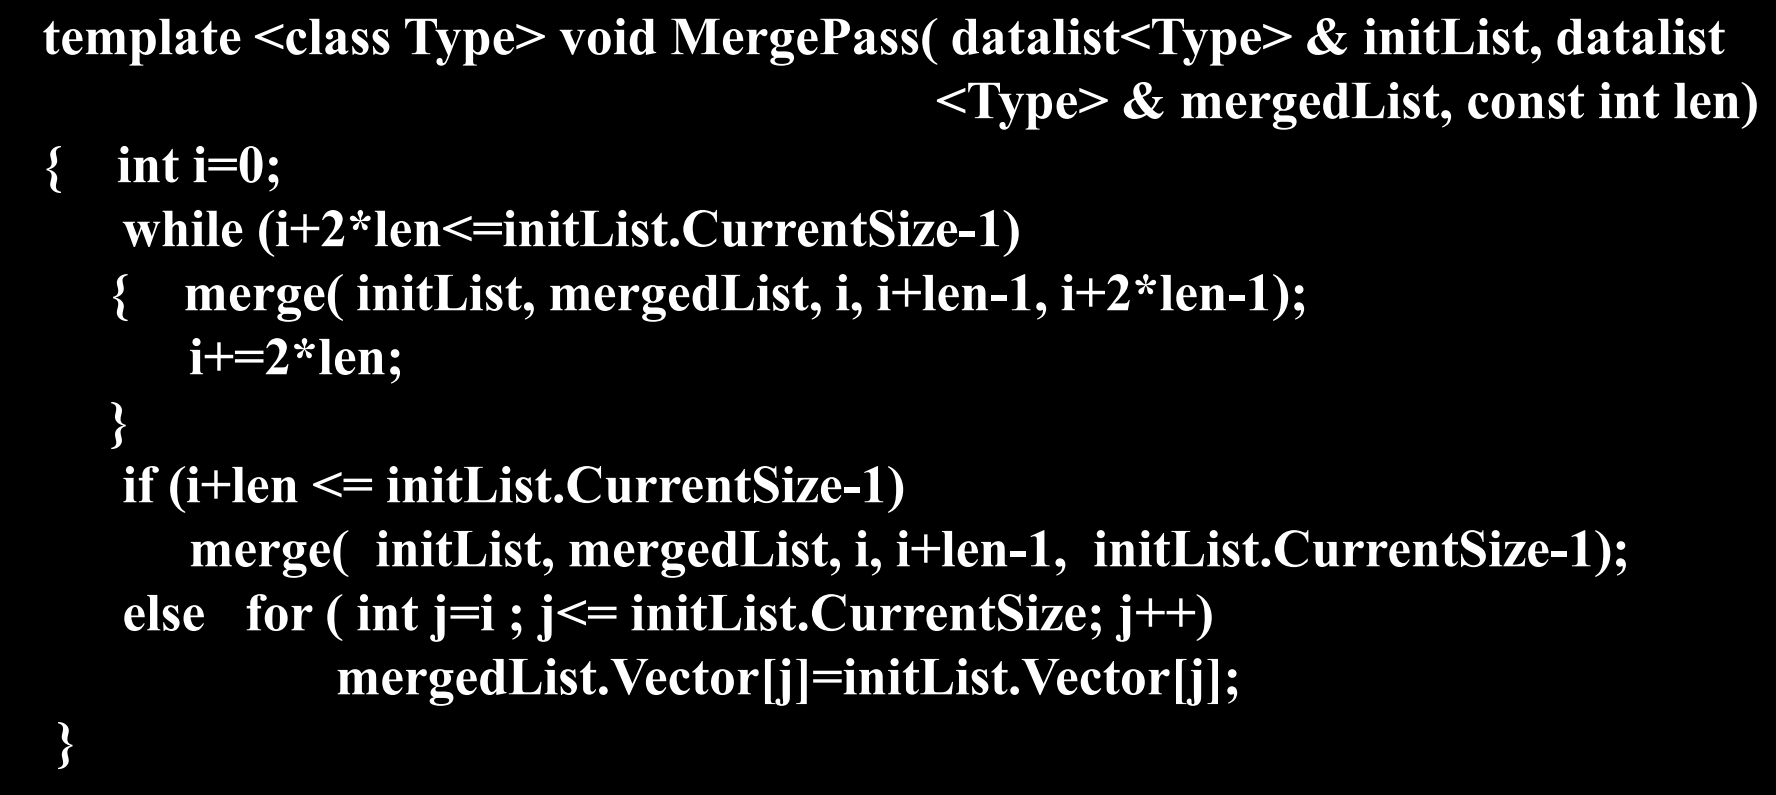 template <class Type> void MergePass( datalist<Type> & initList, datalist
<Type> & mergedList, const int len)
{ int i=0;
while (i+2*len<=initList.CurrentSize-1)
{ merge( initList, mergedList, i, i+len-1, i+2*len-1);
i+=2*len;
}
if (i+len <= initList.CurrentSize-1)
merge( initList, mergedList, i, i+len-1, initList.CurrentSize-1);
else for ( int j=i ; j<= initList.CurrentSize; j++)
mergedList.Vector[j]=initList.Vector[j];
}